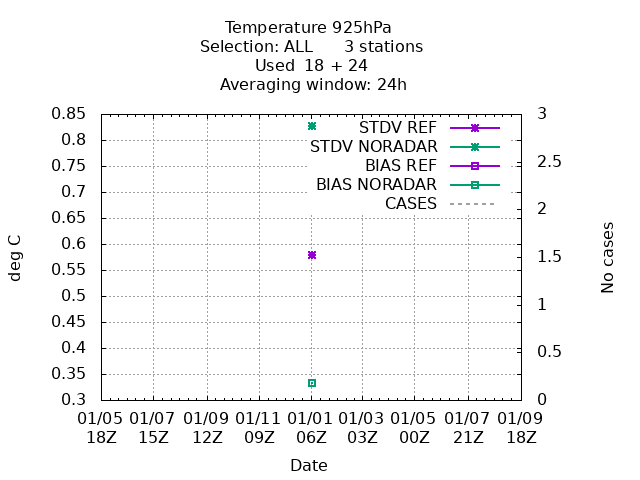 Temperature 925hPa
Selection: ALL 3 stations
Used 18 + 24
Averaging window: 24h
0.85
0.8
0.75
0.7
0.65
0.6
0.55
0.5
0.45
0.4
0.35
0.3
deg C
3
2.5
2
1.5
1
0.5
0
No cases
STDV REF
STDV NORADAR
BIAS REF
BIAS NORADAR
CASES
01/05 01/07 01/09 01/11 01/01 01/03 01/05 01/07 01/09
18Z 15Z 12Z 09Z 06Z 03Z 00Z 21Z 18Z
Date